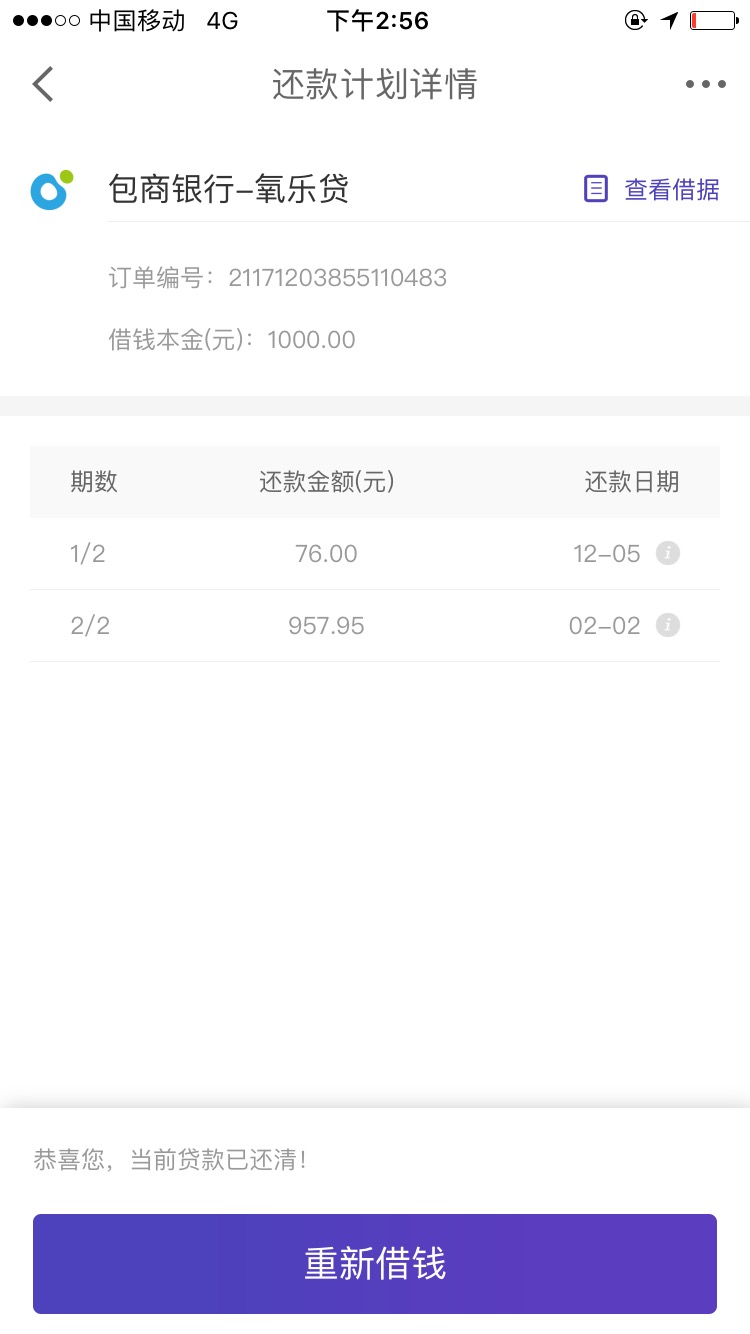 中国移动 4G 下午2:56
还款计划详情
包商银行-氧乐贷 查看借据
订单编号：21171203855110483
借钱本金(元)：1000.00
期数 还款金额(元) 还款日期
1/2 76.00 12-05
2/2 957.95 02-02
恭喜您，当前贷款已还清！
重新借钱